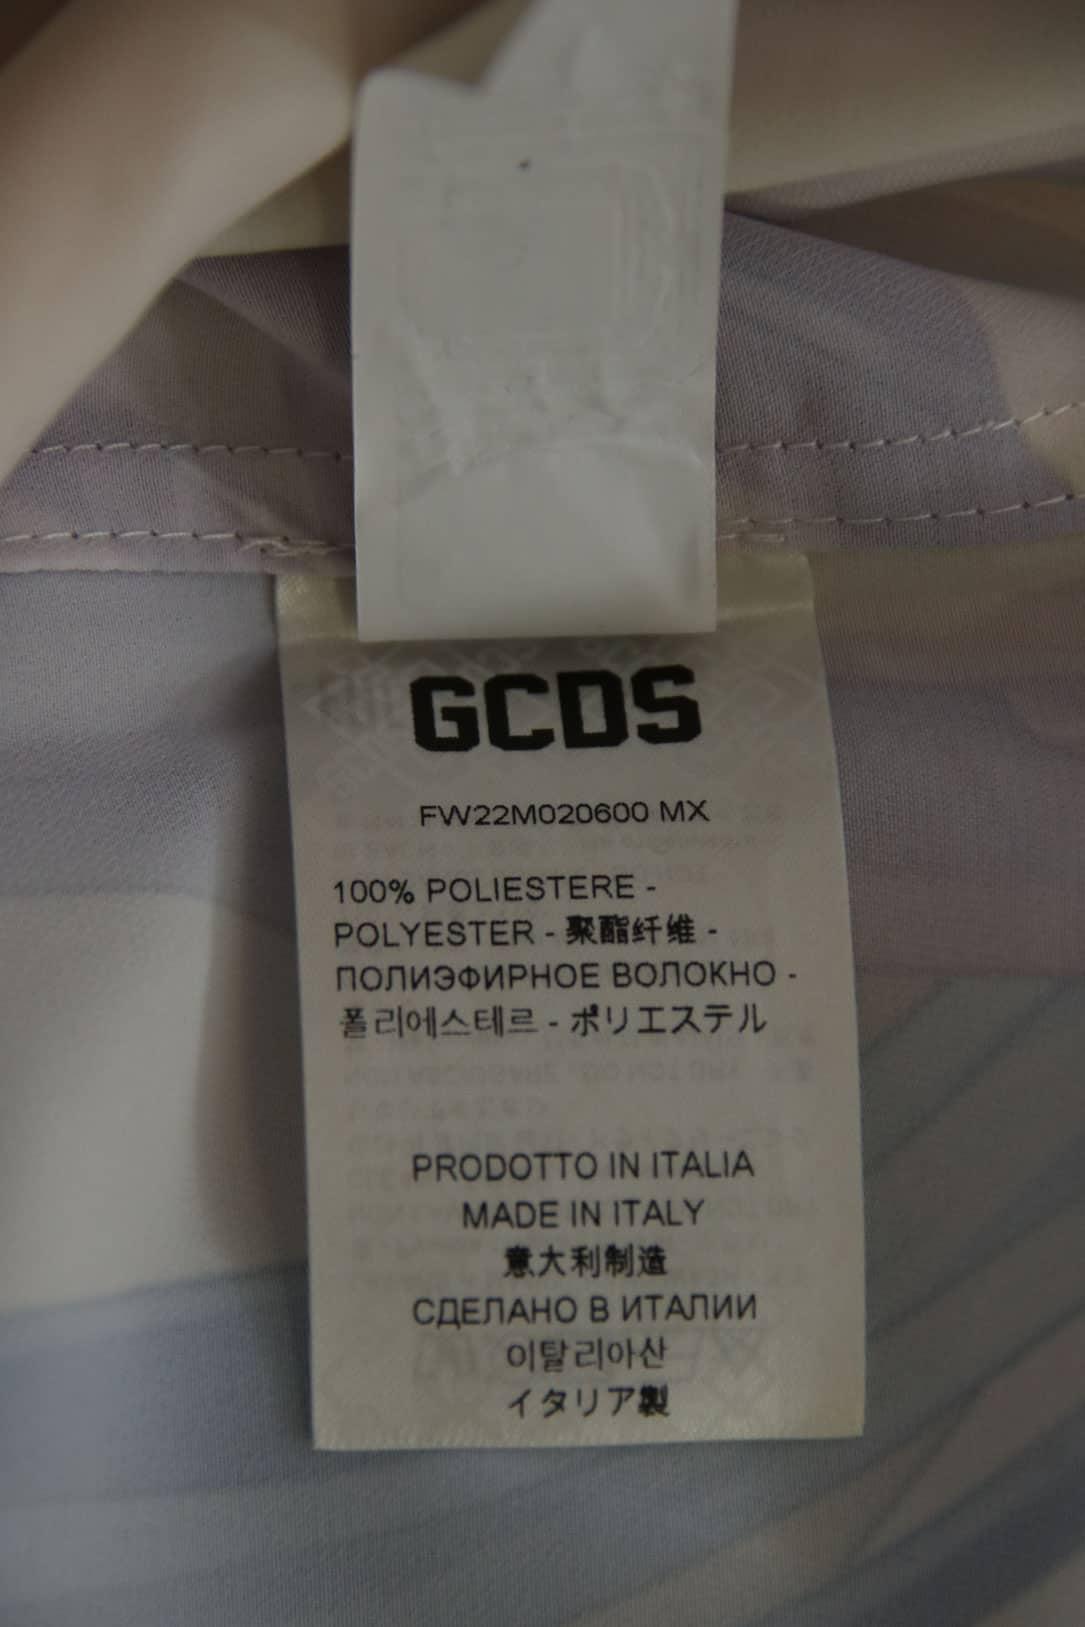 GCDS
FW22M020600 MX
100% POLIESTERE -
POLYESTER - 聚酯纤维 -
ПОЛИЭФИРНОЕ ВОЛОКНО -
폴리에스테르 - ポリエステル
PRODOTTO IN ITALIA
MADE IN ITALY
意大利制造
СДЕЛАНО В ИТАЛИИ
이탈리아산
イタリア製